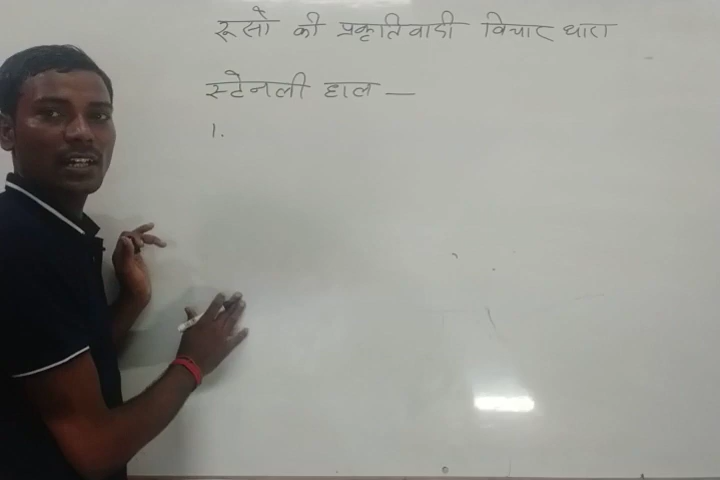 रूसो की प्रकृतिवादी विचार धारा
स्टेनली हाल —
1.